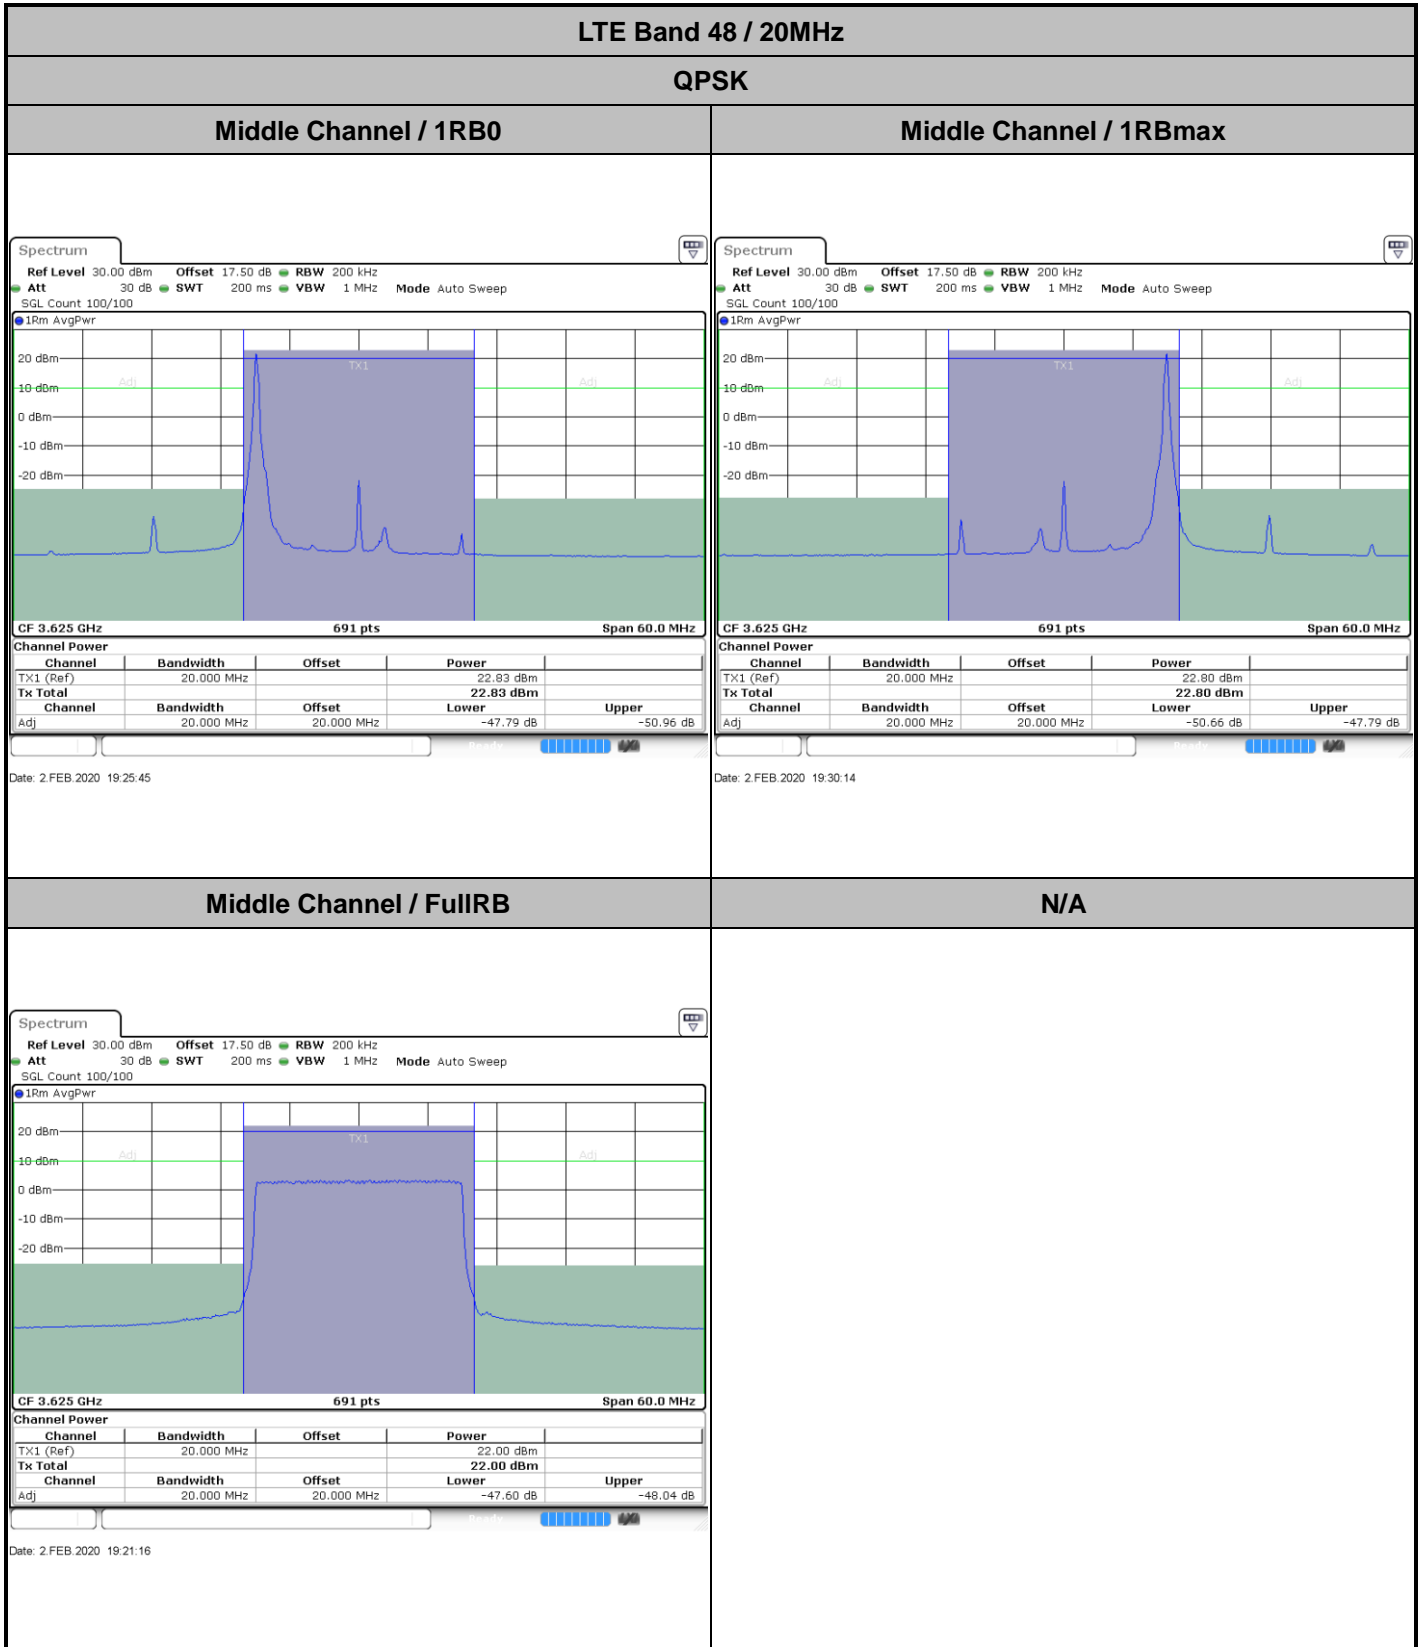 LTE Band 48 / 20MHz
QPSK
Middle Channel / 1RB0
Middle Channel / 1RBmax
Spectrum
Ref Level 30.00 dBm Offset 17.50 dB RBW 200 kHz
Att 30 dB SWT 200 ms VBW 1 MHz Mode Auto Sweep
SGL Count 100/100
1Rm AvgPwr
20 dBm
TX1
Adj
Adj
10 dBm
0 dBm
-10 dBm
-20 dBm
CF 3.625 GHz 691 pts Span 60.0 MHz
Channel Power
Channel Bandwidth Offset Power
TX1 (Ref) 20.000 MHz 22.83 dBm
Tx Total 22.83 dBm
Channel Bandwidth Offset Lower Upper
Adj 20.000 MHz 20.000 MHz -47.79 dB -50.96 dB
Ready
Date: 2.FEB.2020 19:25:45
Spectrum
Ref Level 30.00 dBm Offset 17.50 dB RBW 200 kHz
Att 30 dB SWT 200 ms VBW 1 MHz Mode Auto Sweep
SGL Count 100/100
1Rm AvgPwr
20 dBm
TX1
Adj
Adj
10 dBm
0 dBm
-10 dBm
-20 dBm
CF 3.625 GHz 691 pts Span 60.0 MHz
Channel Power
Channel Bandwidth Offset Power
TX1 (Ref) 20.000 MHz 22.80 dBm
Tx Total 22.80 dBm
Channel Bandwidth Offset Lower Upper
Adj 20.000 MHz 20.000 MHz -50.66 dB -47.79 dB
Ready
Date: 2.FEB.2020 19:30:14
Middle Channel / FullRB
N/A
Spectrum
Ref Level 30.00 dBm Offset 17.50 dB RBW 200 kHz
Att 30 dB SWT 200 ms VBW 1 MHz Mode Auto Sweep
SGL Count 100/100
1Rm AvgPwr
20 dBm
TX1
Adj
Adj
10 dBm
0 dBm
-10 dBm
-20 dBm
CF 3.625 GHz 691 pts Span 60.0 MHz
Channel Power
Channel Bandwidth Offset Power
TX1 (Ref) 20.000 MHz 22.00 dBm
Tx Total 22.00 dBm
Channel Bandwidth Offset Lower Upper
Adj 20.000 MHz 20.000 MHz -47.60 dB -48.04 dB
Ready
Date: 2.FEB.2020 19:21:16